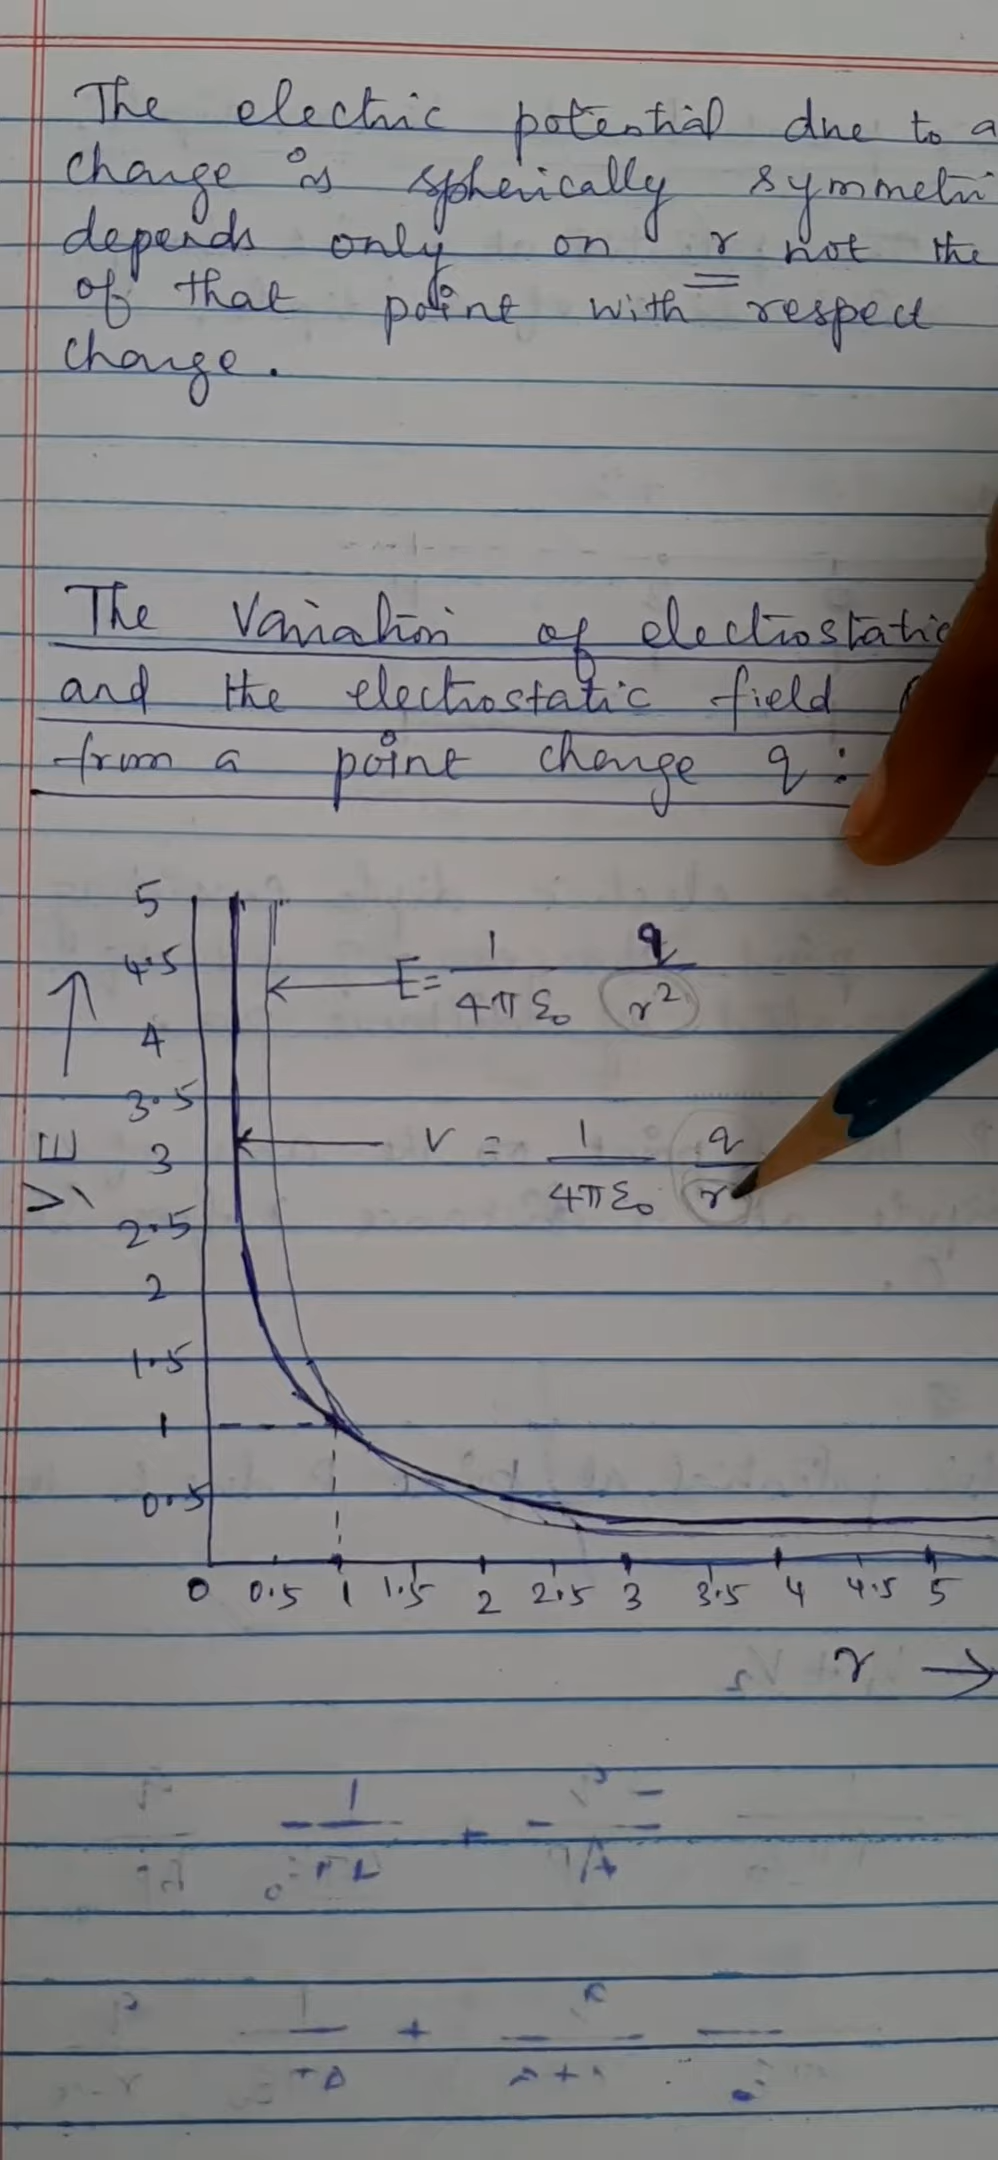 The electric potential due to a
charge is spherically symmetri
depends only on r not the
of that point with respect
charge.
The Variation of electrostatic
and the electrostatic field
from a point charge q:
5
4.5
4
3.5
3
2.5
2
1.5
1
0.5
V, E
E = 1/4πε₀ q/r²
V = 1/4πε₀ q/r
0 0.5 1 1.5 2 2.5 3 3.5 4 4.5 5
r →